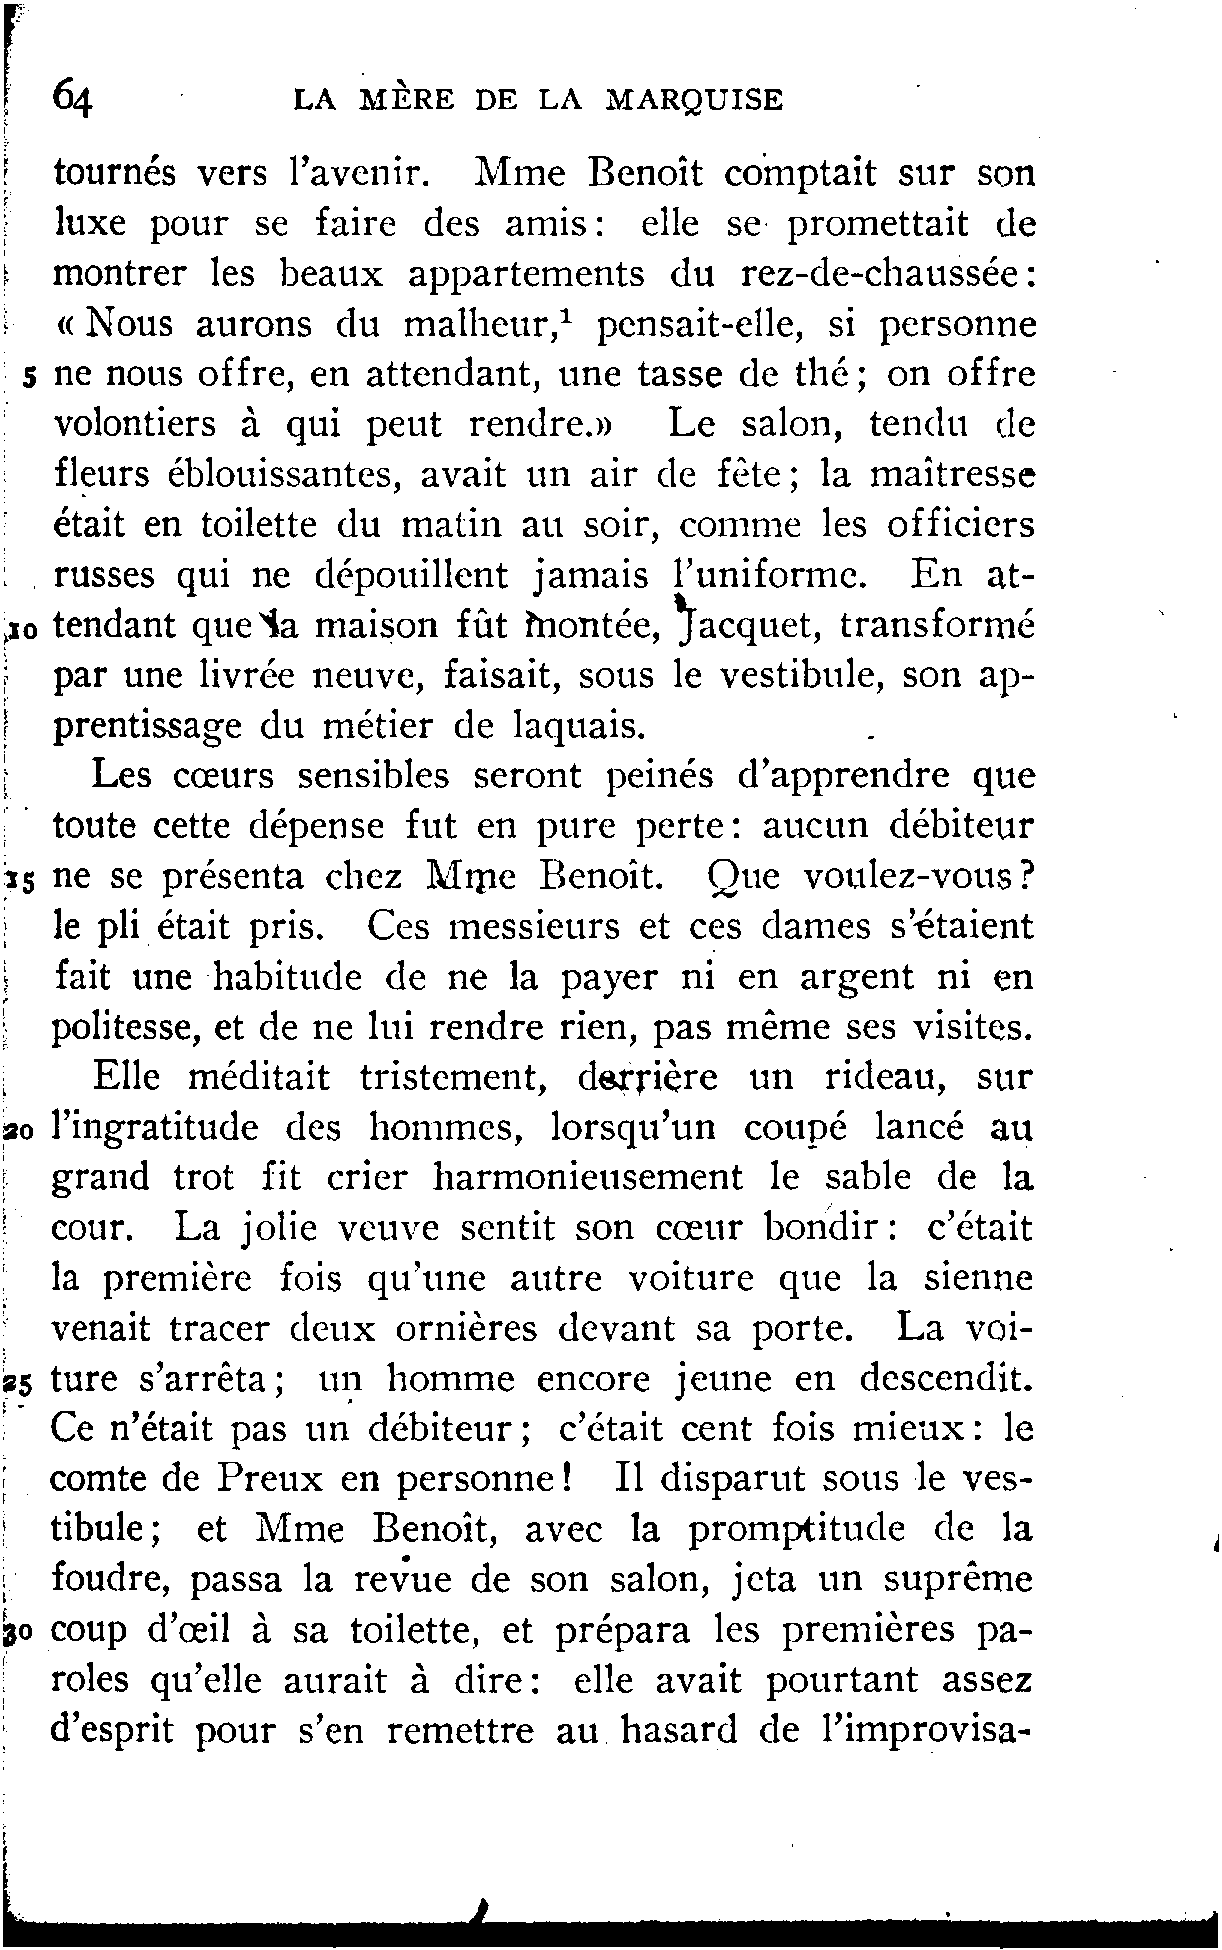 64 LA MÈRE DE LA MARQUISE
tournés vers l'avenir. Mme Benoît comptait sur son
luxe pour se faire des amis : elle se promettait de
montrer les beaux appartements du rez-de-chaussée :
« Nous aurons du malheur,¹ pensait-elle, si personne
5 ne nous offre, en attendant, une tasse de thé ; on offre
volontiers à qui peut rendre.» Le salon, tendu de
fleurs éblouissantes, avait un air de fête ; la maîtresse
était en toilette du matin au soir, comme les officiers
russes qui ne dépouillent jamais l'uniforme. En at-
10 tendant que la maison fût montée, Jacquet, transformé
par une livrée neuve, faisait, sous le vestibule, son ap-
prentissage du métier de laquais.
Les cœurs sensibles seront peinés d'apprendre que
toute cette dépense fut en pure perte : aucun débiteur
15 ne se présenta chez Mme Benoît. Que voulez-vous ?
le pli était pris. Ces messieurs et ces dames s'étaient
fait une habitude de ne la payer ni en argent ni en
politesse, et de ne lui rendre rien, pas même ses visites.
Elle méditait tristement, derrière un rideau, sur
20 l'ingratitude des hommes, lorsqu'un coupé lancé au
grand trot fit crier harmonieusement le sable de la
cour. La jolie veuve sentit son cœur bondir : c'était
la première fois qu'une autre voiture que la sienne
venait tracer deux ornières devant sa porte. La voi-
25 ture s'arrêta ; un homme encore jeune en descendit.
Ce n'était pas un débiteur ; c'était cent fois mieux : le
comte de Preux en personne ! Il disparut sous le ves-
tibule ; et Mme Benoît, avec la promptitude de la
foudre, passa la revue de son salon, jeta un suprême
30 coup d'œil à sa toilette, et prépara les premières pa-
roles qu'elle aurait à dire : elle avait pourtant assez
d'esprit pour s'en remettre au hasard de l'improvisa-